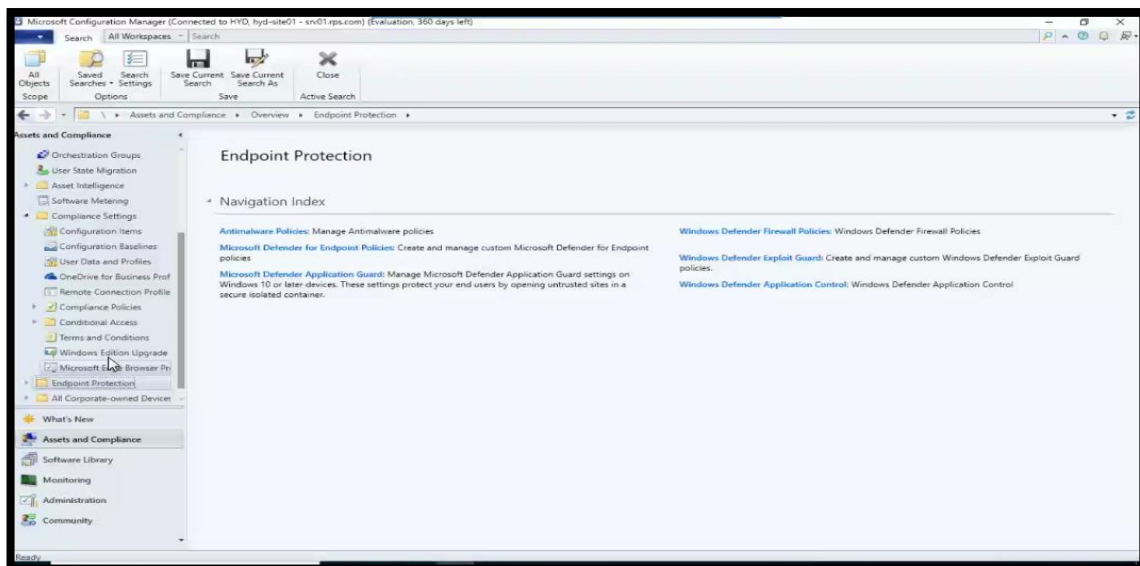 Microsoft Configuration Manager (Connected to HYD, hyd-site01 - srv01.rps.com) (Evaluation, 360 days left)
Search All Workspaces Search
All Objects
Saved Searches
Search Settings
Save Current Search
Save Current Search As
Close
Scope Options Save Active Search
\ Assets and Compliance Overview Endpoint Protection
Assets and Compliance
Orchestration Groups
User State Migration
Asset Intelligence
Software Metering
Compliance Settings
Configuration Items
Configuration Baselines
User Data and Profiles
OneDrive for Business Prof
Remote Connection Profile
Compliance Policies
Conditional Access
Terms and Conditions
Windows Edition Upgrade
Microsoft Browser Pr
Endpoint Protection
All Corporate-owned Devices
What's New
Assets and Compliance
Software Library
Monitoring
Administration
Community
Endpoint Protection
Navigation Index
Antimalware Policies: Manage Antimalware policies
Microsoft Defender for Endpoint Policies: Create and manage custom Microsoft Defender for Endpoint
policies
Microsoft Defender Application Guard: Manage Microsoft Defender Application Guard settings on
Windows 10 or later devices. These settings protect your end users by opening untrusted sites in a
secure isolated container.
Windows Defender Firewall Policies: Windows Defender Firewall Policies
Windows Defender Exploit Guard: Create and manage custom Windows Defender Exploit Guard
policies.
Windows Defender Application Control: Windows Defender Application Control
Ready